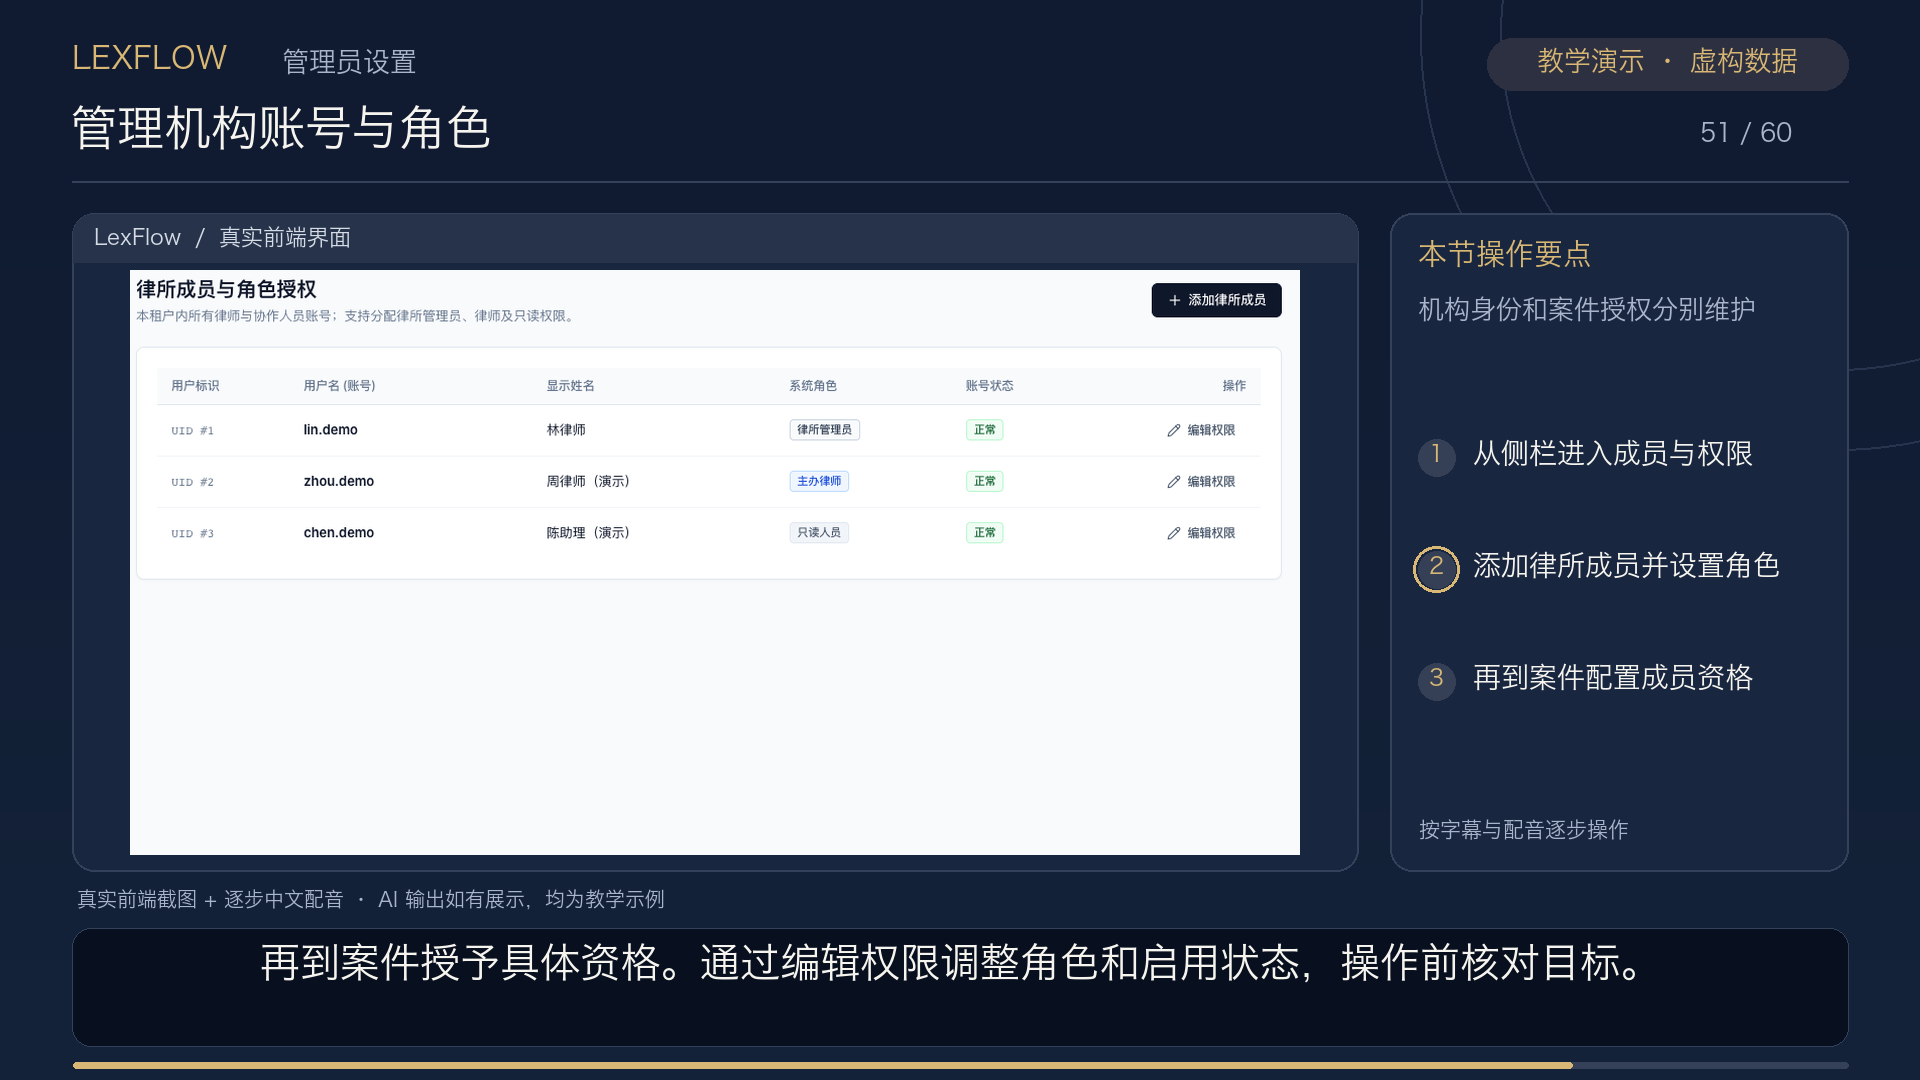 LEXFLOW 管理员设置
教学演示 · 虚构数据
管理机构账号与角色
51 / 60
LexFlow / 真实前端界面
律所成员与角色授权
本租户内所有律师与协作人员账号；支持分配律所管理员、律师及只读权限。
+ 添加律所成员
用户标识 用户名 (账号) 显示姓名 系统角色 账号状态 操作
UID #1 lin.demo 林律师 律所管理员 正常 编辑权限
UID #2 zhou.demo 周律师（演示） 主办律师 正常 编辑权限
UID #3 chen.demo 陈助理（演示） 只读人员 正常 编辑权限
本节操作要点
机构身份和案件授权分别维护
1 从侧栏进入成员与权限
2 添加律所成员并设置角色
3 再到案件配置成员资格
按字幕与配音逐步操作
真实前端截图 + 逐步中文配音 · AI 输出如有展示，均为教学示例
再到案件授予具体资格。通过编辑权限调整角色和启用状态，操作前核对目标。